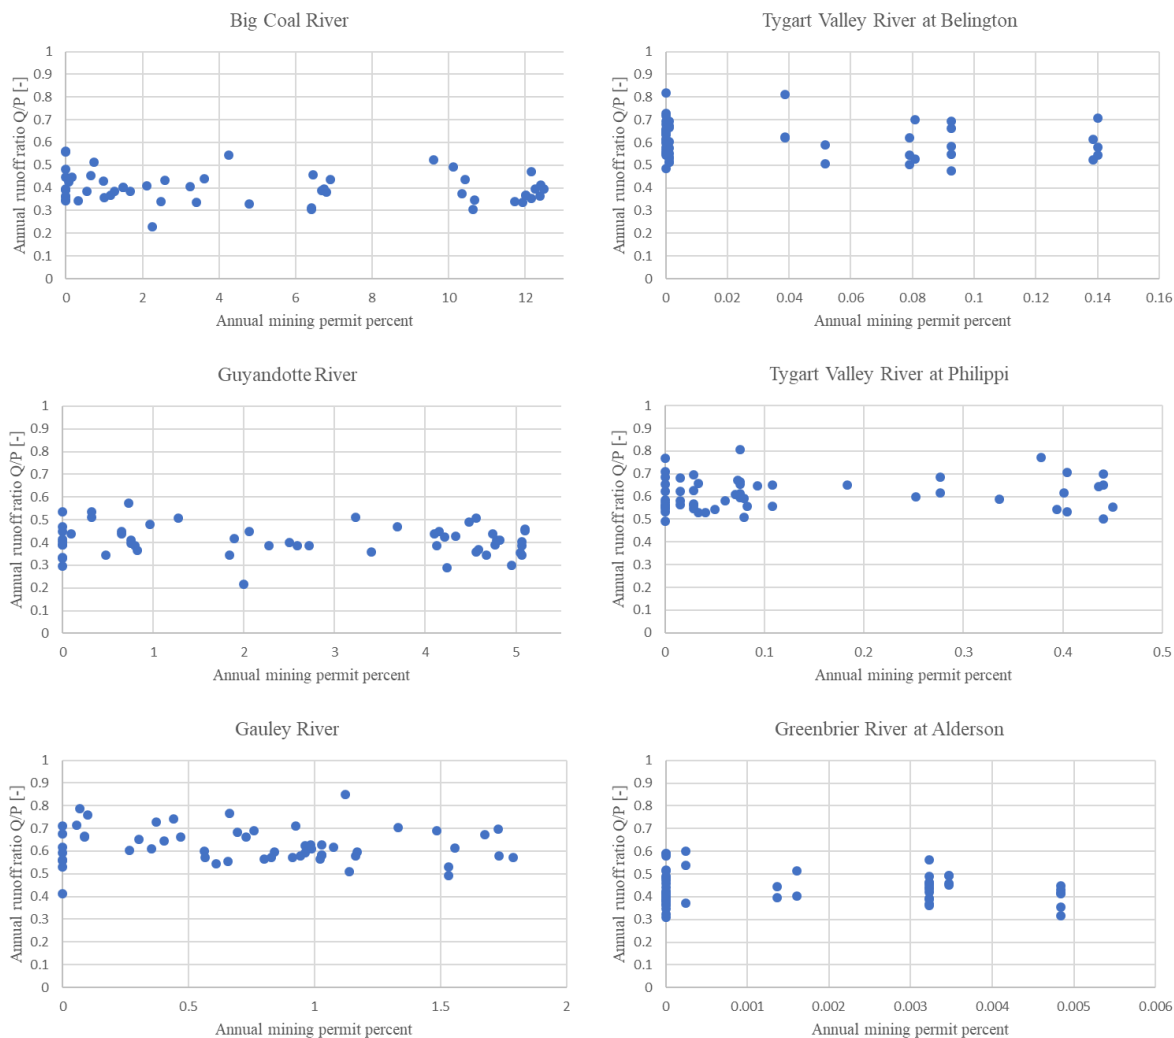 Big Coal River
Annual runoff ratio Q/P [-]
1
0.9
0.8
0.7
0.6
0.5
0.4
0.3
0.2
0.1
0
0 2 4 6 8 10 12
Annual mining permit percent
Tygart Valley River at Belington
Annual runoff ratio Q/P [-]
1
0.9
0.8
0.7
0.6
0.5
0.4
0.3
0.2
0.1
0
0 0.02 0.04 0.06 0.08 0.1 0.12 0.14 0.16
Annual mining permit percent
Guyandotte River
Annual runoff ratio Q/P [-]
1
0.9
0.8
0.7
0.6
0.5
0.4
0.3
0.2
0.1
0
0 1 2 3 4 5
Annual mining permit percent
Tygart Valley River at Philippi
Annual runoff ratio Q/P [-]
1
0.9
0.8
0.7
0.6
0.5
0.4
0.3
0.2
0.1
0
0 0.1 0.2 0.3 0.4 0.5
Annual mining permit percent
Gauley River
Annual runoff ratio Q/P [-]
1
0.9
0.8
0.7
0.6
0.5
0.4
0.3
0.2
0.1
0
0 0.5 1 1.5 2
Annual mining permit percent
Greenbrier River at Alderson
Annual runoff ratio Q/P [-]
1
0.9
0.8
0.7
0.6
0.5
0.4
0.3
0.2
0.1
0
0 0.001 0.002 0.003 0.004 0.005 0.006
Annual mining permit percent